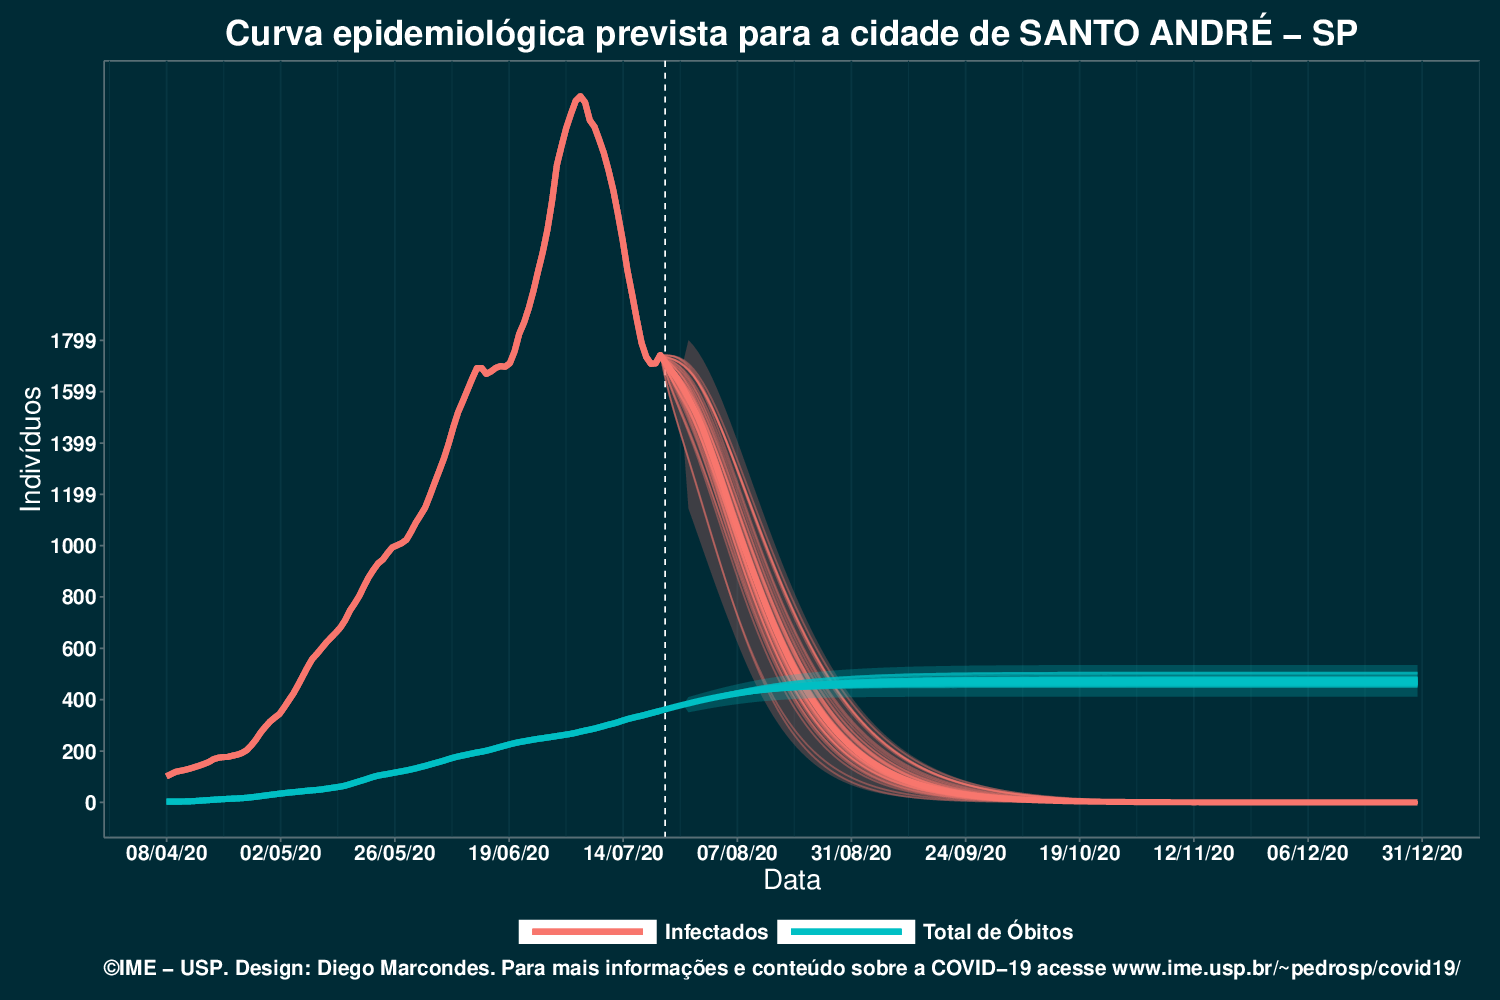 Curva epidemiológica prevista para a cidade de SANTO ANDRÉ – SP
Indivíduos
1799
1599
1399
1199
1000
800
600
400
200
0
08/04/20 02/05/20 26/05/20 19/06/20 14/07/20 07/08/20 31/08/20 24/09/20 19/10/20 12/11/20 06/12/20 31/12/20
Data
Infectados Total de Óbitos
©IME – USP. Design: Diego Marcondes. Para mais informações e conteúdo sobre a COVID–19 acesse www.ime.usp.br/~pedrosp/covid19/